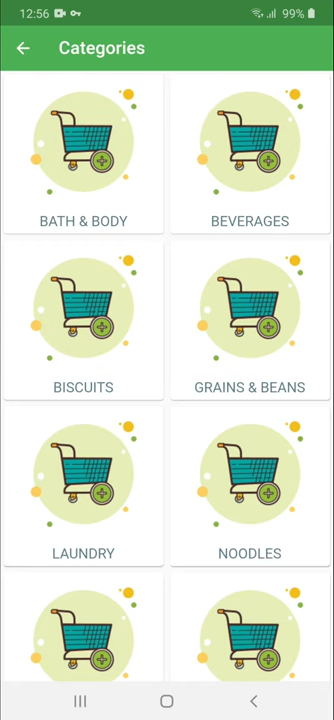 12:56 99%
Categories
BATH & BODY BEVERAGES
BISCUITS GRAINS & BEANS
LAUNDRY NOODLES